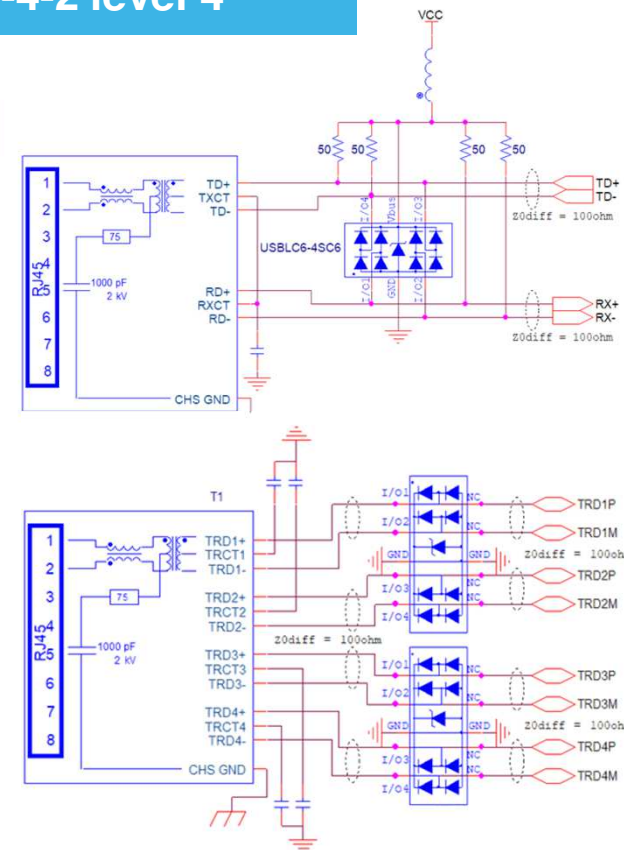 -4-2 level 4
VCC
50
50
50
50
1
2
3
4
5
6
7
8
RJ45
75
1000 pF
2 kV
TD+
TXCT
TD-
RD+
RXCT
RD-
CHS GND
USBLC6-4SC6
I/O4
Vbus
I/O3
I/O1
GND
I/O2
TD+
TD-
Z0diff = 100ohm
RX+
RX-
Z0diff = 100ohm
T1
1
2
3
4
5
6
7
8
RJ45
75
1000 pF
2 kV
TRD1+
TRCT1
TRD1-
TRD2+
TRCT2
TRD2-
TRD3+
TRCT3
TRD3-
TRD4+
TRCT4
TRD4-
CHS GND
Z0diff = 100ohm
I/O1
NC
I/O2
NC
GND
GND
I/O3
NC
I/O4
NC
TRD1P
TRD1M
Z0diff = 100oh
TRD2P
TRD2M
I/O1
NC
I/O2
NC
GND
GND
I/O3
NC
I/O4
NC
TRD3P
TRD3M
Z0diff = 100oh
TRD4P
TRD4M